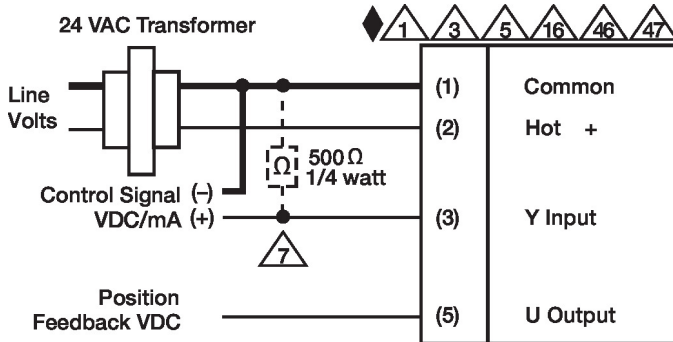 24 VAC Transformer
1 3 5 16 46 47
Line
Volts
(1) Common
(2) Hot +
Ω 500 Ω
1/4 watt
Control Signal (–)
VDC/mA (+)
(3) Y Input
7
Position
Feedback VDC
(5) U Output